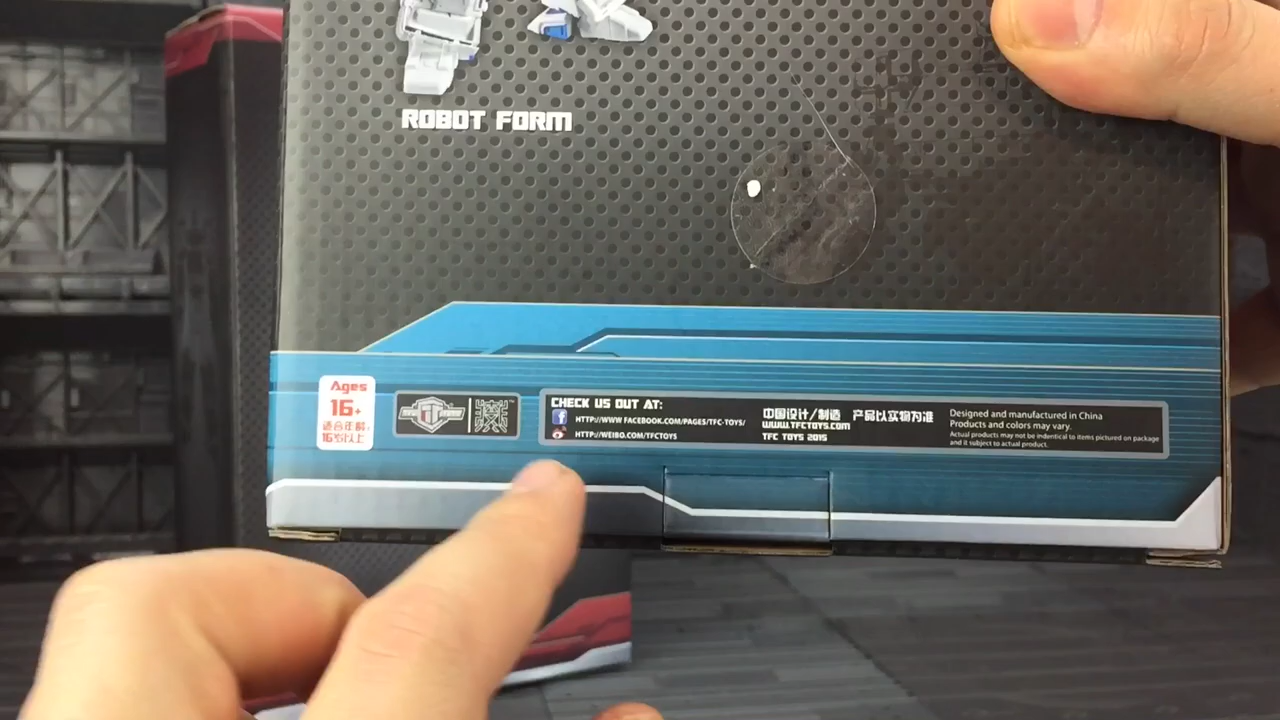 ROBOT FORM
Ages
16+
适合年龄:
16岁以上
CHECK US OUT AT:
HTTP://WWW.FACEBOOK.COM/PAGES/TFC-TOYS/
HTTP://WEIBO.COM/TFCTOYS
中国设计/制造 产品以实物为准
WWW.TFCTOYS.COM
TFC TOYS 2015
Designed and manufactured in China
Products and colors may vary.
Actual products may not be indentical to items pictured on package
and it subject to actual product.